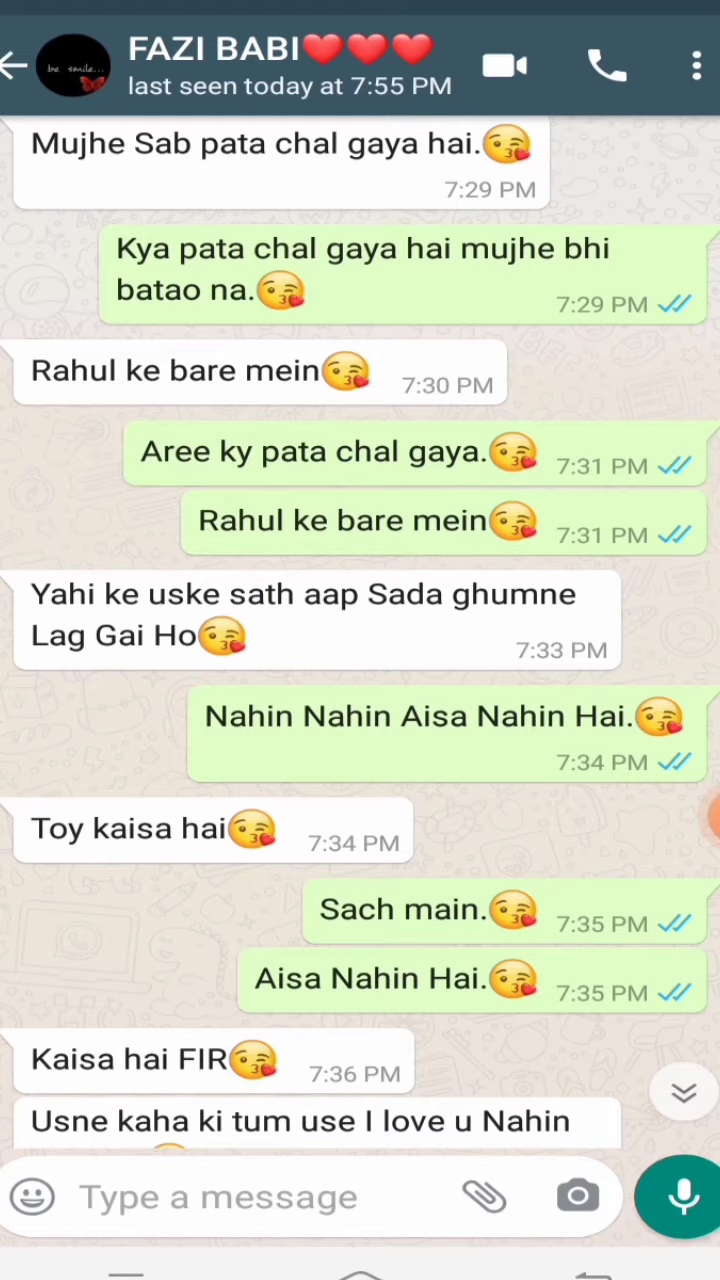 FAZI BABI❤️❤️❤️
last seen today at 7:55 PM
be smile...
Mujhe Sab pata chal gaya hai.😘
7:29 PM
Kya pata chal gaya hai mujhe bhi
batao na.😘
7:29 PM
Rahul ke bare mein😘 7:30 PM
Aree ky pata chal gaya.😘 7:31 PM
Rahul ke bare mein😘 7:31 PM
Yahi ke uske sath aap Sada ghumne
Lag Gai Ho😘
7:33 PM
Nahin Nahin Aisa Nahin Hai.😘
7:34 PM
Toy kaisa hai😘 7:34 PM
Sach main.😘 7:35 PM
Aisa Nahin Hai.😘 7:35 PM
Kaisa hai FIR😘 7:36 PM
Usne kaha ki tum use I love u Nahin
Type a message